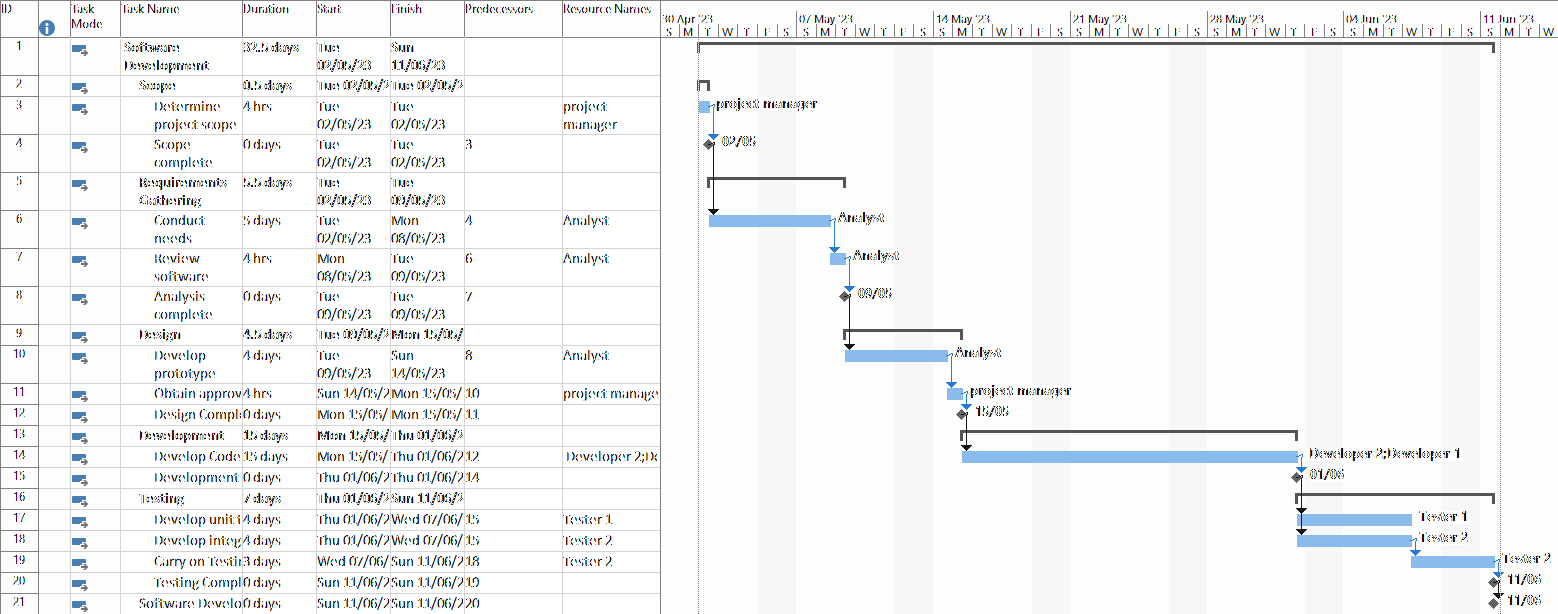 ID Task Mode Task Name Duration Start Finish Predecessors Resource Names
30 Apr '23 07 May '23 14 May '23 21 May '23 28 May '23 04 Jun '23 11 Jun '23
S M T W T F S S M T W T F S S M T W T F S S M T W T F S S M T W T F S S M T W T F S S M T W
1 Software Development 32.5 days Tue 02/05/23 Sun 11/06/23
2 Scope 0.5 days Tue 02/05/2 Tue 02/05/2
3 Determine project scope 4 hrs Tue 02/05/23 Tue 02/05/23 project manager
project manager
4 Scope complete 0 days Tue 02/05/23 Tue 02/05/23 3
02/05
5 Requirements Gathering 5.5 days Tue 02/05/23 Tue 09/05/23
6 Conduct needs 5 days Tue 02/05/23 Mon 08/05/23 4 Analyst
Analyst
7 Review software 4 hrs Mon 08/05/23 Tue 09/05/23 6 Analyst
Analyst
8 Analysis complete 0 days Tue 09/05/23 Tue 09/05/23 7
09/05
9 Design 4.5 days Tue 09/05/2 Mon 15/05/
10 Develop prototype 4 days Tue 09/05/23 Sun 14/05/23 8 Analyst
Analyst
11 Obtain approv 4 hrs Sun 14/05/2 Mon 15/05/ 10 project manage
project manager
12 Design Compl 0 days Mon 15/05/ Mon 15/05/ 11
15/05
13 Development 15 days Mon 15/05/ Thu 01/06/2
14 Develop Code 15 days Mon 15/05/ Thu 01/06/2 12 Developer 2;De
Developer 2;Developer 1
15 Development 0 days Thu 01/06/2 Thu 01/06/2 14
01/06
16 Testing 7 days Thu 01/06/2 Sun 11/06/2
17 Develop unit t 4 days Thu 01/06/2 Wed 07/06/ 15 Tester 1
Tester 1
18 Develop integ 4 days Thu 01/06/2 Wed 07/06/ 15 Tester 2
Tester 2
19 Carry on Testin 3 days Wed 07/06/ Sun 11/06/2 18 Tester 2
Tester 2
20 Testing Compl 0 days Sun 11/06/2 Sun 11/06/2 19
11/06
21 Software Develo 0 days Sun 11/06/2 Sun 11/06/2 20
11/06